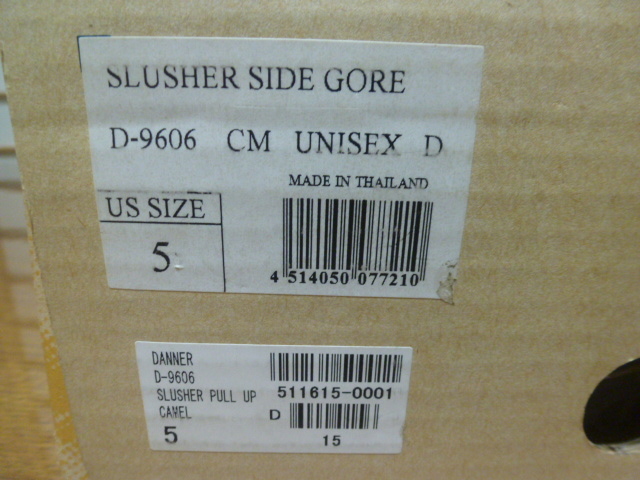 SLUSHER SIDE GORE
D-9606 CM UNISEX D
MADE IN THAILAND
US SIZE
5
4 514050 077210
DANNER
D-9606
SLUSHER PULL UP 511615-0001
CAMEL D
5 15